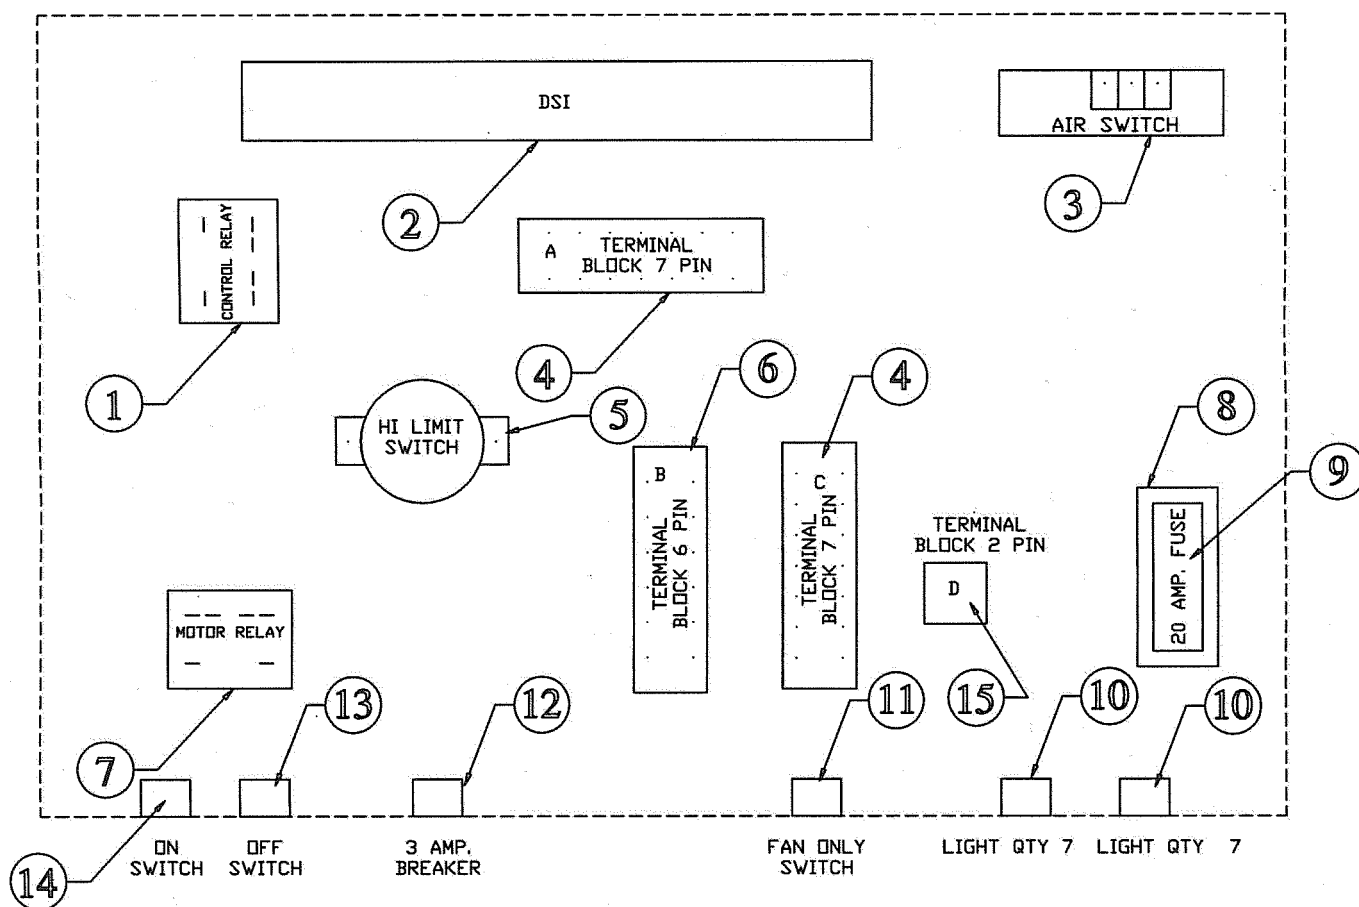 DSI
AIR SWITCH
2
3
CONTROL RELAY
A
TERMINAL
BLOCK 7 PIN
1
4
6
4
HI LIMIT
SWITCH
5
8
9
B
TERMINAL
BLOCK 6 PIN
C
TERMINAL
BLOCK 7 PIN
TERMINAL
BLOCK 2 PIN
D
20 AMP. FUSE
MOTOR RELAY
13
12
11
15
10
10
7
14
ON
SWITCH
OFF
SWITCH
3 AMP.
BREAKER
FAN ONLY
SWITCH
LIGHT QTY 7
LIGHT QTY 7